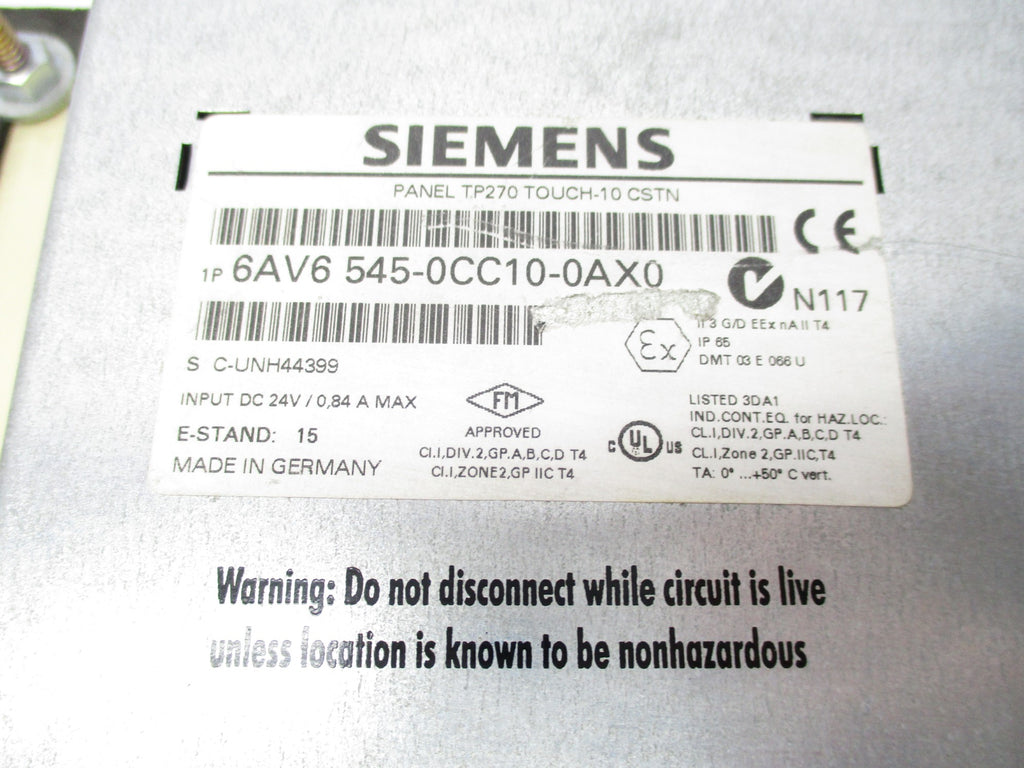 SIEMENS
PANEL TP270 TOUCH-10 CSTN
CE
1P 6AV6 545-0CC10-0AX0
N117
Ex
II 3 G/D EEx nA II T4
IP 65
DMT 03 E 066 U
S C-UNH44399
INPUT DC 24V / 0,84 A MAX
E-STAND: 15
MADE IN GERMANY
FM
APPROVED
CI.I,DIV.2,GP.A,B,C,D T4
CI.I,ZONE2,GP IIC T4
C UL US
LISTED 3DA1
IND.CONT.EQ. for HAZ.LOC.:
CL.I,DIV.2,GP.A,B,C,D T4
CL.I,Zone 2,GP.IIC,T4
TA: 0° ...+50° C vert.
Warning: Do not disconnect while circuit is live
unless location is known to be nonhazardous